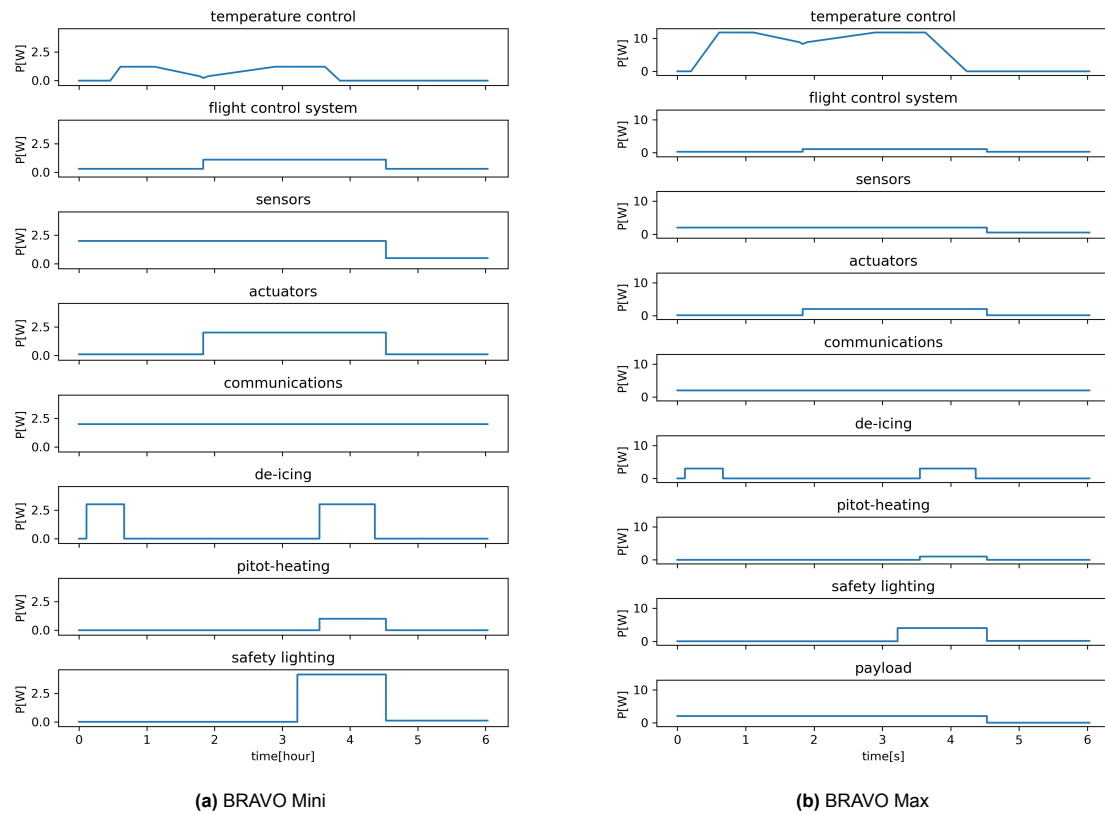 temperature control
P[W]
2.5
0.0
flight control system
P[W]
2.5
0.0
sensors
P[W]
2.5
0.0
actuators
P[W]
2.5
0.0
communications
P[W]
2.5
0.0
de-icing
P[W]
2.5
0.0
pitot-heating
P[W]
2.5
0.0
safety lighting
P[W]
2.5
0.0
0 1 2 3 4 5 6
time[hour]
(a) BRAVO Mini
temperature control
P[W]
10
0
flight control system
P[W]
10
0
sensors
P[W]
10
0
actuators
P[W]
10
0
communications
P[W]
10
0
de-icing
P[W]
10
0
pitot-heating
P[W]
10
0
safety lighting
P[W]
10
0
payload
P[W]
10
0
0 1 2 3 4 5 6
time[s]
(b) BRAVO Max